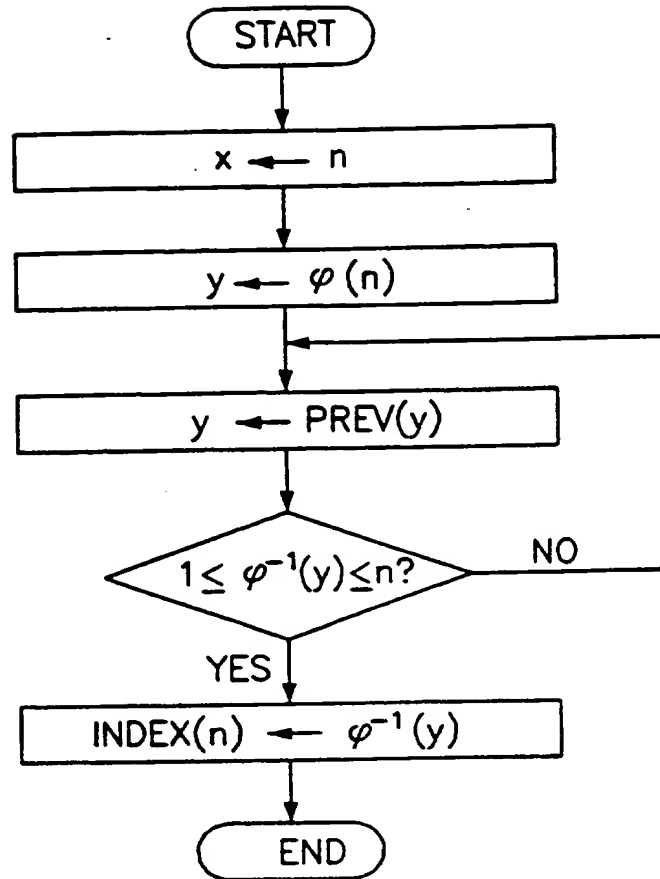 START
x ← n
y ← φ(n)
y ← PREV(y)
1 ≤ φ⁻¹(y) ≤ n?
NO
YES
INDEX(n) ← φ⁻¹(y)
END